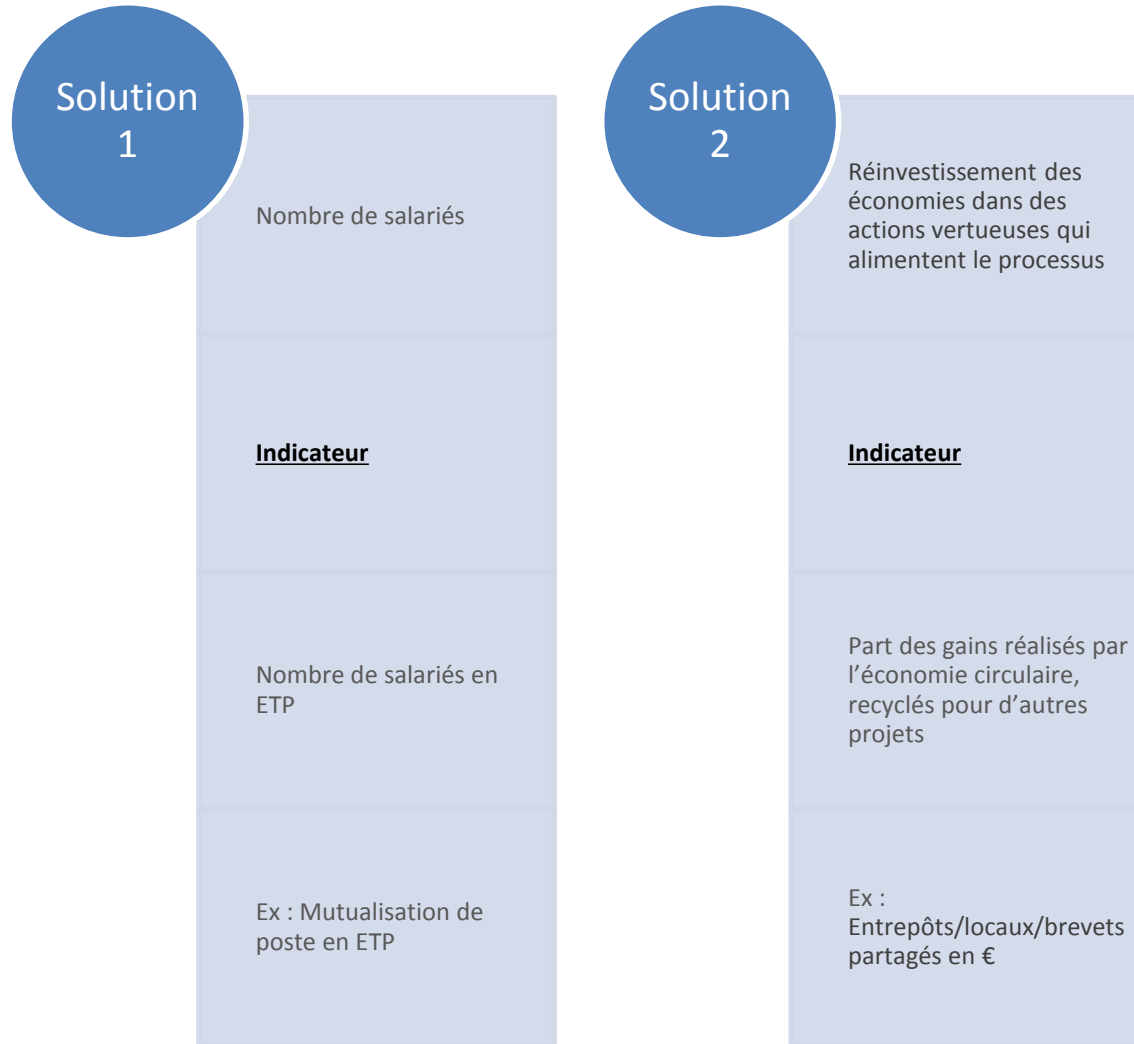 Solution
1
Nombre de salariés
Indicateur
Nombre de salariés en
ETP
Ex : Mutualisation de
poste en ETP
Solution
2
Réinvestissement des
économies dans des
actions vertueuses qui
alimentent le processus
Indicateur
Part des gains réalisés par
l’économie circulaire,
recyclés pour d’autres
projets
Ex :
Entrepôts/locaux/brevets
partagés en €